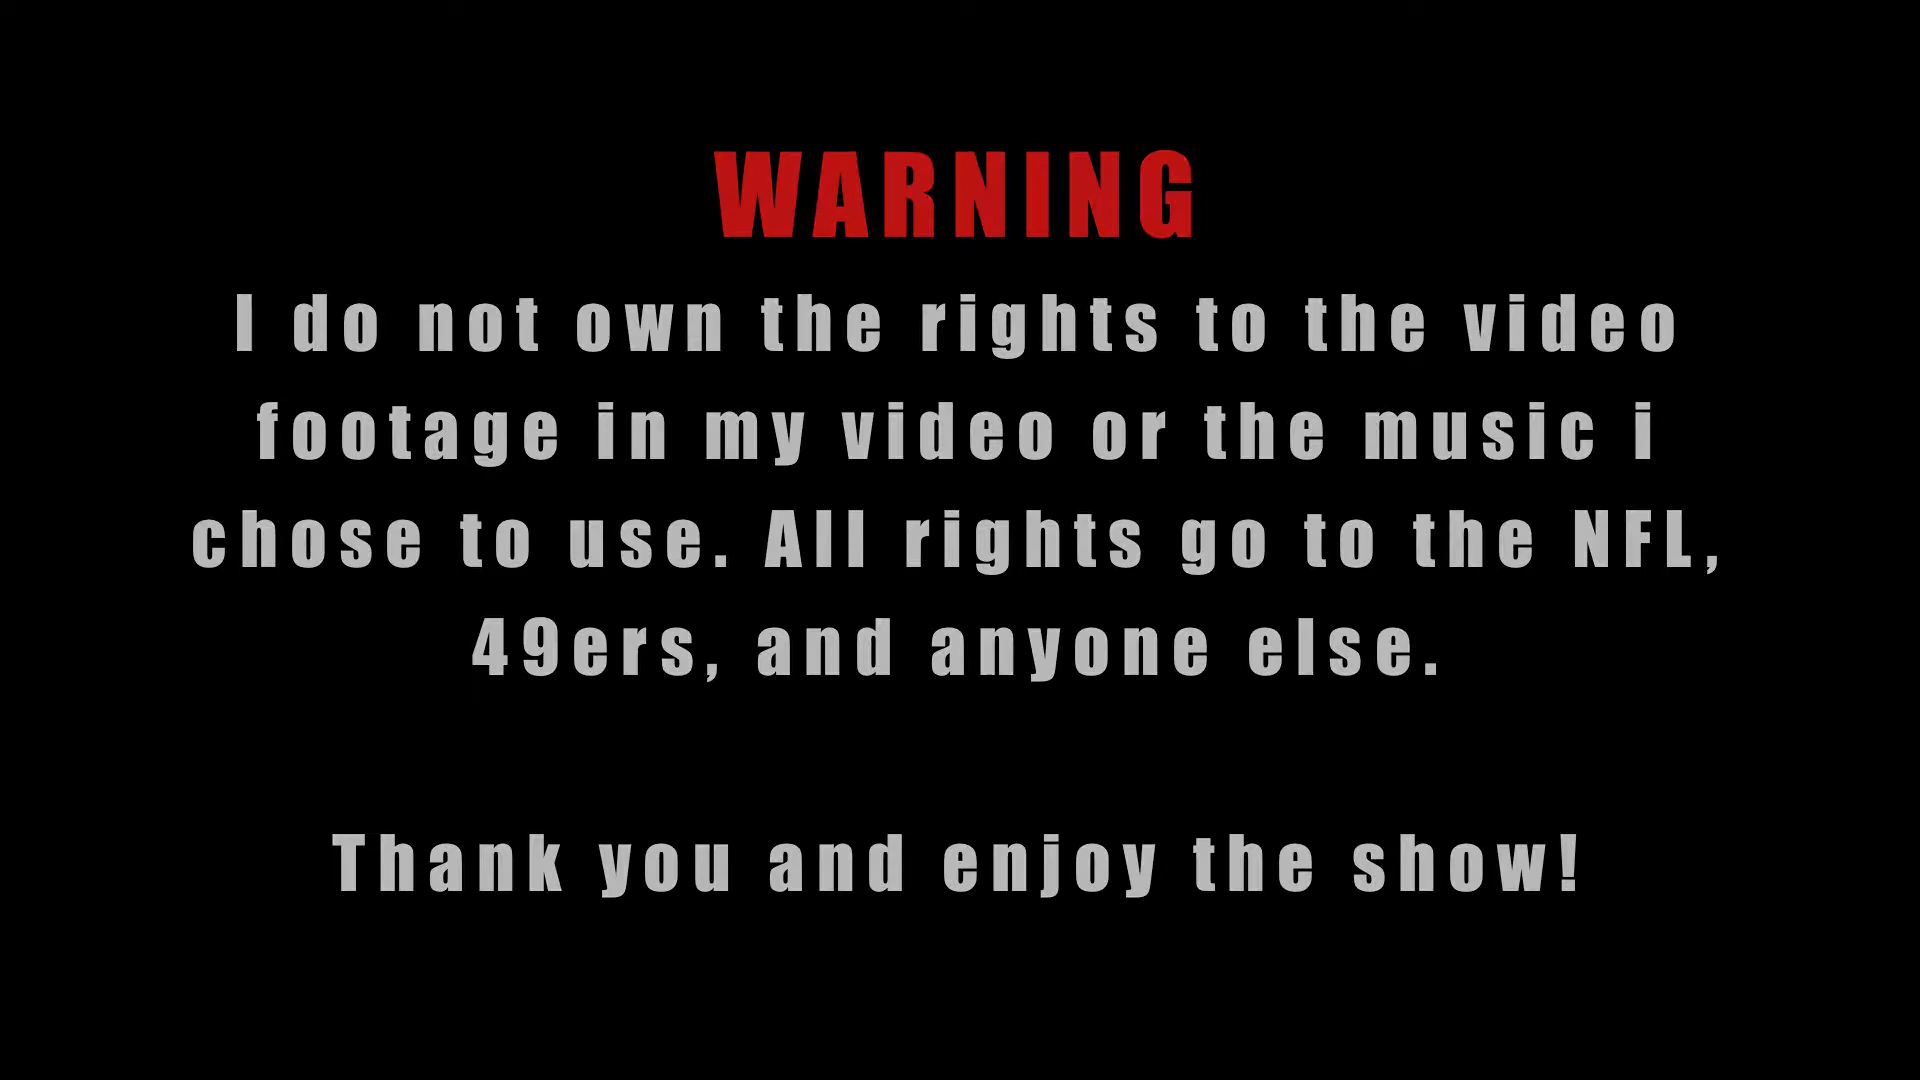 WARNING
I do not own the rights to the video
footage in my video or the music i
chose to use. All rights go to the NFL,
49ers, and anyone else.
Thank you and enjoy the show!